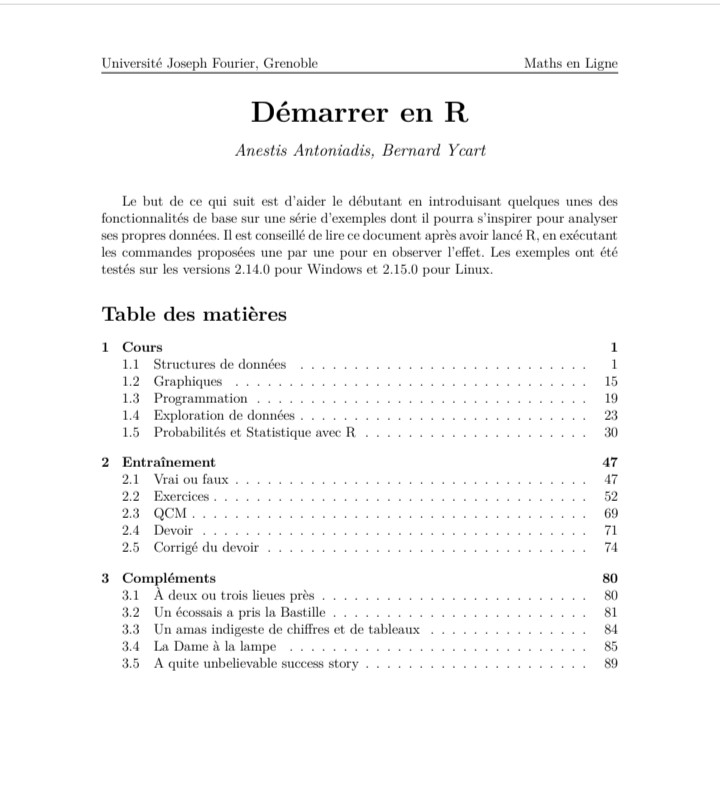 Université Joseph Fourier, Grenoble Maths en Ligne
Démarrer en R
Anestis Antoniadis, Bernard Ycart
Le but de ce qui suit est d'aider le débutant en introduisant quelques unes des
fonctionnalités de base sur une série d'exemples dont il pourra s'inspirer pour analyser
ses propres données. Il est conseillé de lire ce document après avoir lancé R, en exécutant
les commandes proposées une par une pour en observer l'effet. Les exemples ont été
testés sur les versions 2.14.0 pour Windows et 2.15.0 pour Linux.
Table des matières
1 Cours 1
1.1 Structures de données . . . . . . . . . . . . . . . . . . . . . . . . . . . 1
1.2 Graphiques . . . . . . . . . . . . . . . . . . . . . . . . . . . . . . . . . 15
1.3 Programmation . . . . . . . . . . . . . . . . . . . . . . . . . . . . . . . 19
1.4 Exploration de données . . . . . . . . . . . . . . . . . . . . . . . . . . . 23
1.5 Probabilités et Statistique avec R . . . . . . . . . . . . . . . . . . . . . 30
2 Entraînement 47
2.1 Vrai ou faux . . . . . . . . . . . . . . . . . . . . . . . . . . . . . . . . . 47
2.2 Exercices . . . . . . . . . . . . . . . . . . . . . . . . . . . . . . . . . . . 52
2.3 QCM . . . . . . . . . . . . . . . . . . . . . . . . . . . . . . . . . . . . . 69
2.4 Devoir . . . . . . . . . . . . . . . . . . . . . . . . . . . . . . . . . . . . 71
2.5 Corrigé du devoir . . . . . . . . . . . . . . . . . . . . . . . . . . . . . . 74
3 Compléments 80
3.1 À deux ou trois lieues près . . . . . . . . . . . . . . . . . . . . . . . . . 80
3.2 Un écossais a pris la Bastille . . . . . . . . . . . . . . . . . . . . . . . . 81
3.3 Un amas indigeste de chiffres et de tableaux . . . . . . . . . . . . . . . 84
3.4 La Dame à la lampe . . . . . . . . . . . . . . . . . . . . . . . . . . . . 85
3.5 A quite unbelievable success story . . . . . . . . . . . . . . . . . . . . . 89